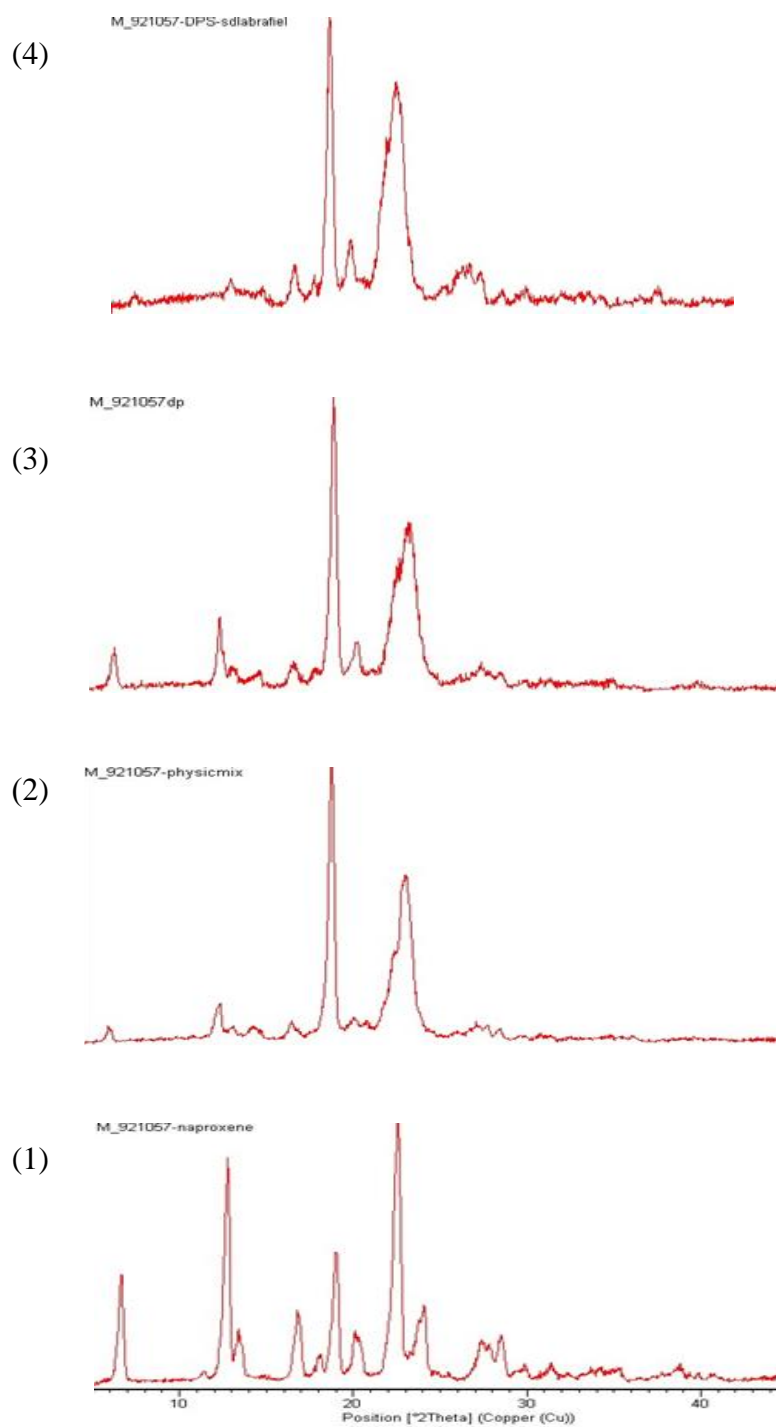 M_921057-DPS-sdlabrafiel
(4)
M_921057dp
(3)
M_921057-physicmix
(2)
M_921057-naproxene
(1)
10 20 30 40
Position [°2Theta] (Copper (Cu))